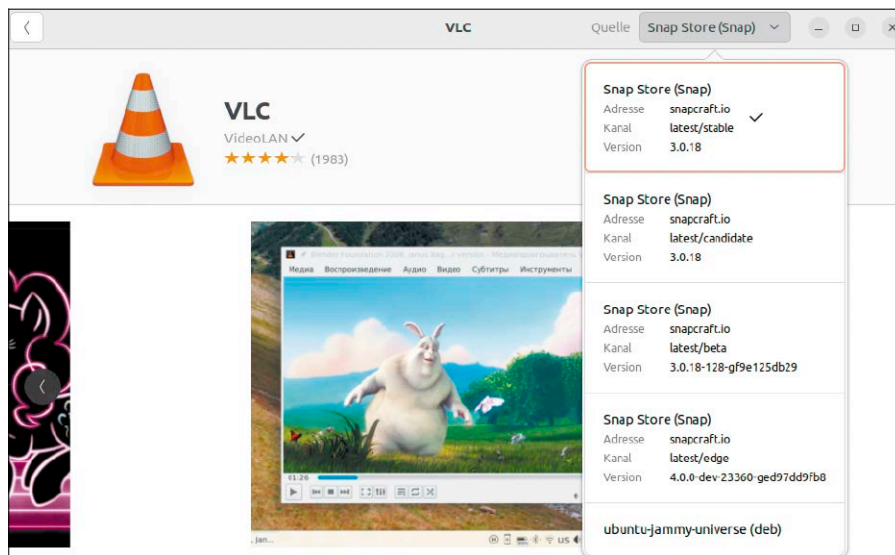 VLC
Quelle Snap Store (Snap)
VLC
VideoLAN
(1983)
Snap Store (Snap)
Adresse snapcraft.io
Kanal latest/stable
Version 3.0.18
Snap Store (Snap)
Adresse snapcraft.io
Kanal latest/candidate
Version 3.0.18
Snap Store (Snap)
Adresse snapcraft.io
Kanal latest/beta
Version 3.0.18-128-gf9e125db29
Snap Store (Snap)
Adresse snapcraft.io
Kanal latest/edge
Version 4.0.0-dev-23360-ged97dd9fb8
ubuntu-jammy-universe (deb)
Медиа Воспроизведение Аудио Видео Субтитры Инструменты
01:26
US